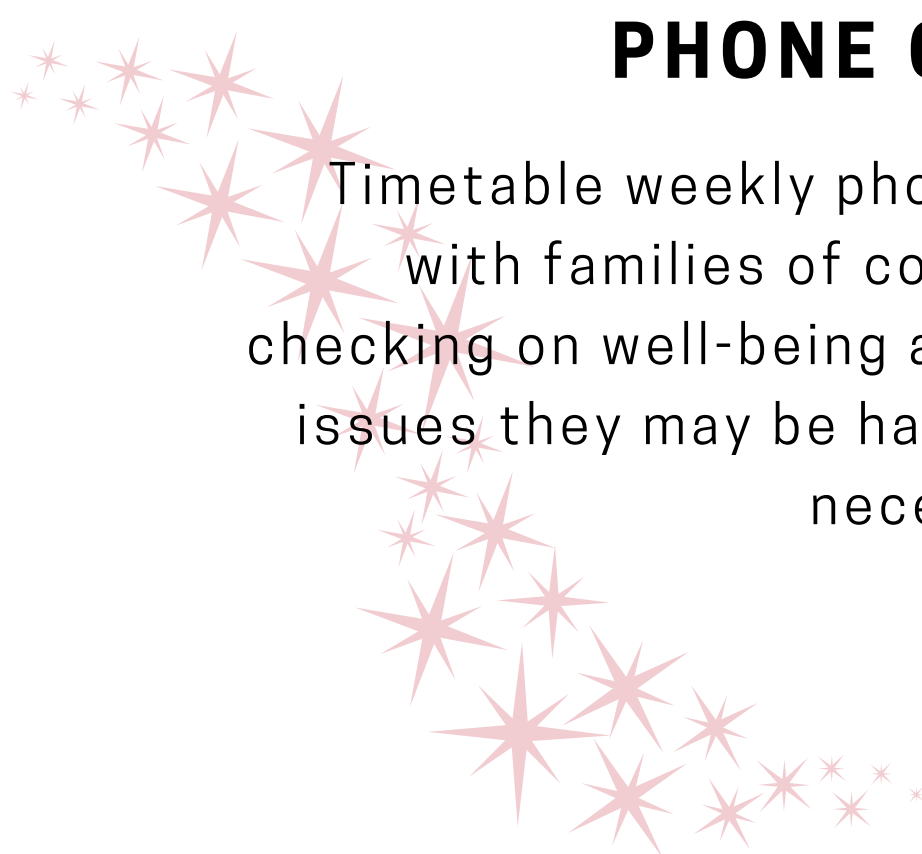 PHONE
Timetable weekly
with families of
checking on well-being
issues they may be